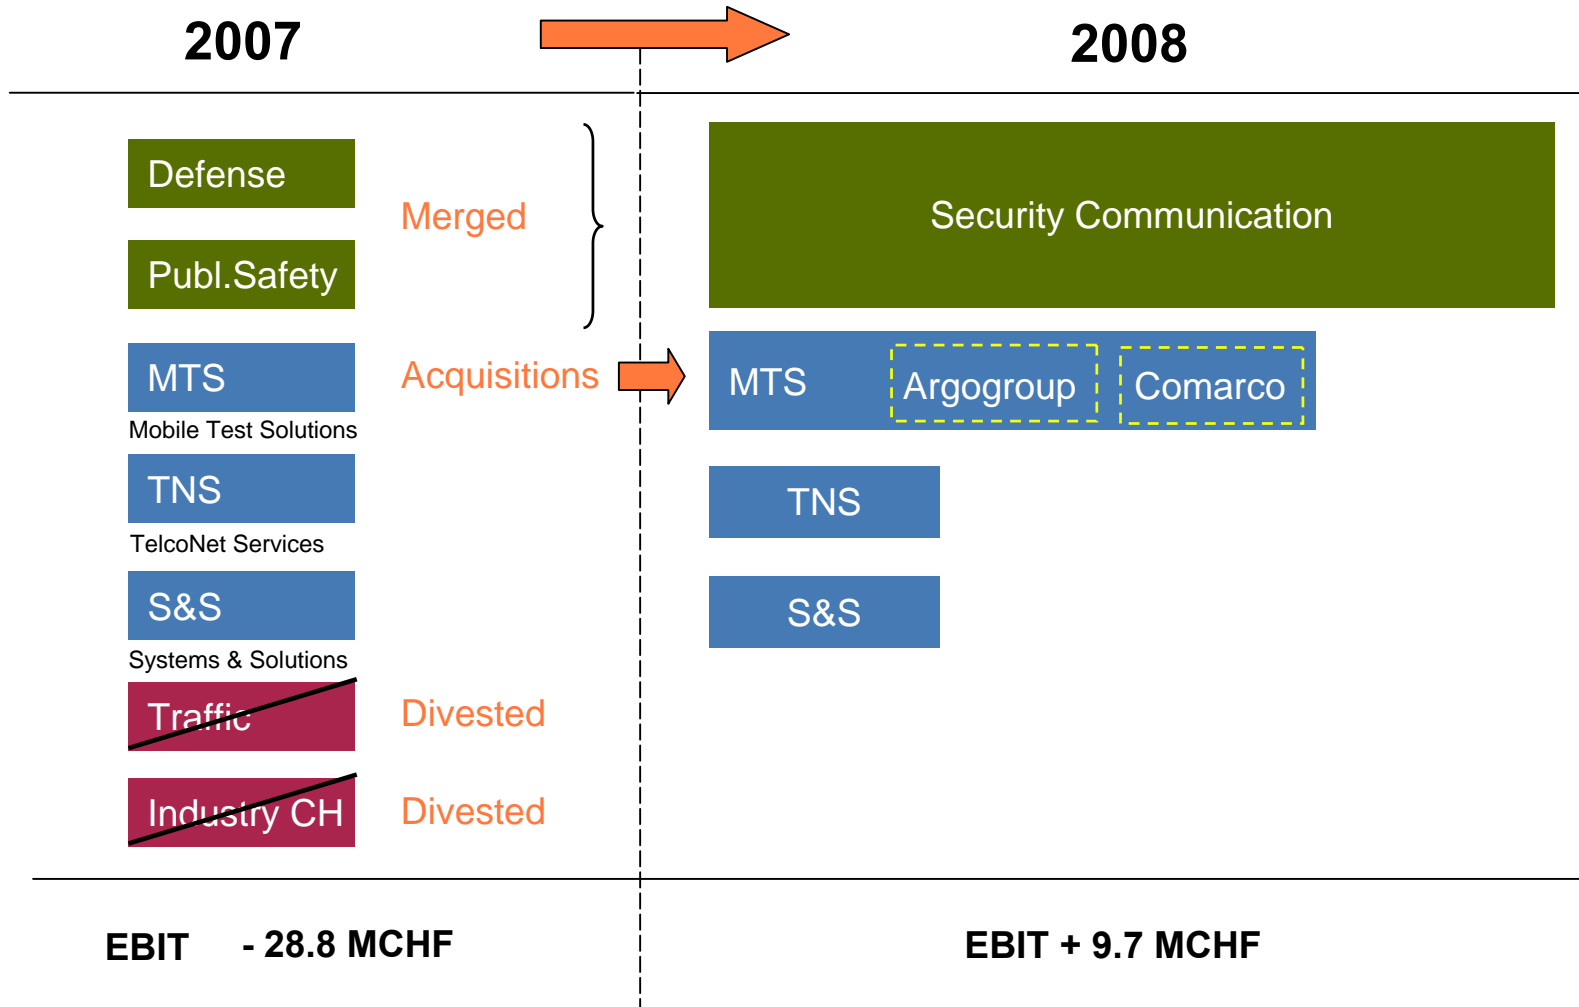 2007
2008
Defense
Merged
Publ.Safety
Security Communication
MTS
Mobile Test Solutions
Acquisitions
MTS
Argogroup
Comarco
TNS
TelcoNet Services
TNS
S&S
Systems & Solutions
S&S
Traffic
Divested
Industry CH
Divested
EBIT - 28.8 MCHF
EBIT + 9.7 MCHF